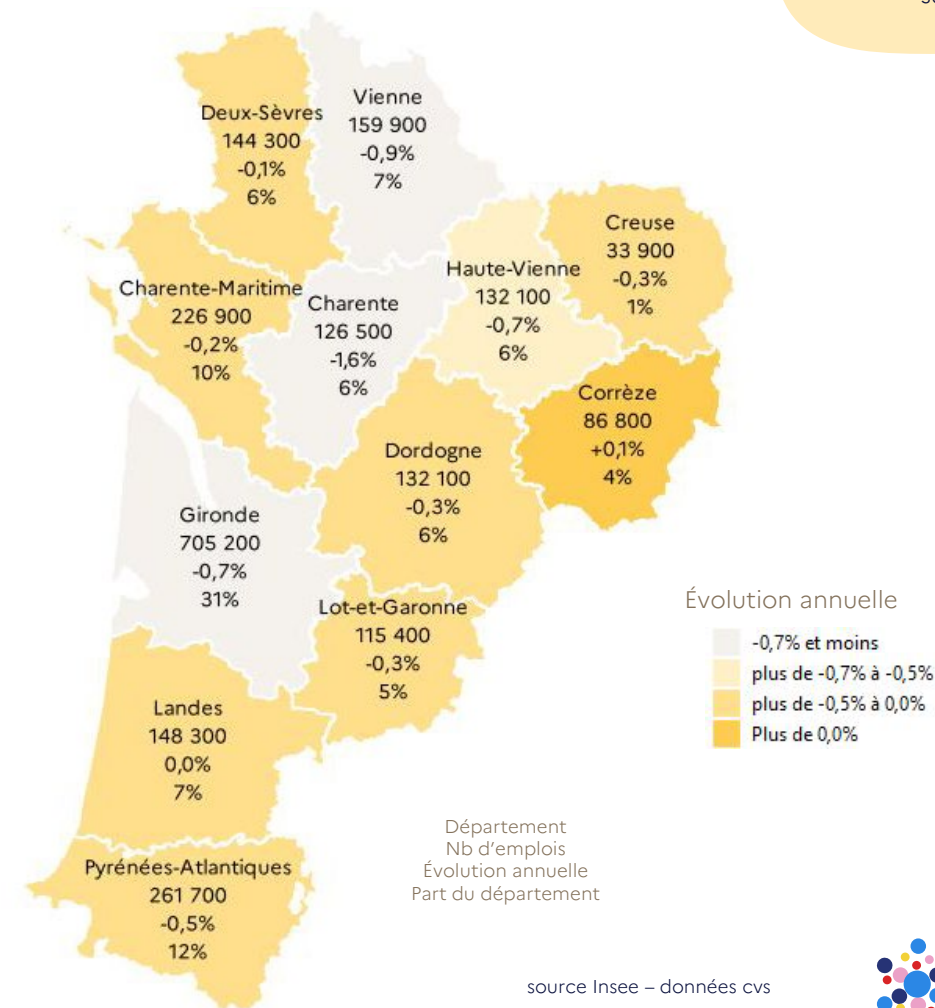 Deux-Sèvres
144 300
-0,1%
6%
Vienne
159 900
-0,9%
7%
Creuse
33 900
-0,3%
1%
Haute-Vienne
132 100
-0,7%
6%
Charente-Maritime
226 900
-0,2%
10%
Charente
126 500
-1,6%
6%
Corrèze
86 800
+0,1%
4%
Dordogne
132 100
-0,3%
6%
Gironde
705 200
-0,7%
31%
Lot-et-Garonne
115 400
-0,3%
5%
Landes
148 300
0,0%
7%
Pyrénées-Atlantiques
261 700
-0,5%
12%
Évolution annuelle
-0,7% et moins
plus de -0,7% à -0,5%
plus de -0,5% à 0,0%
Plus de 0,0%
Département
Nb d'emplois
Évolution annuelle
Part du département
source Insee – données cvs